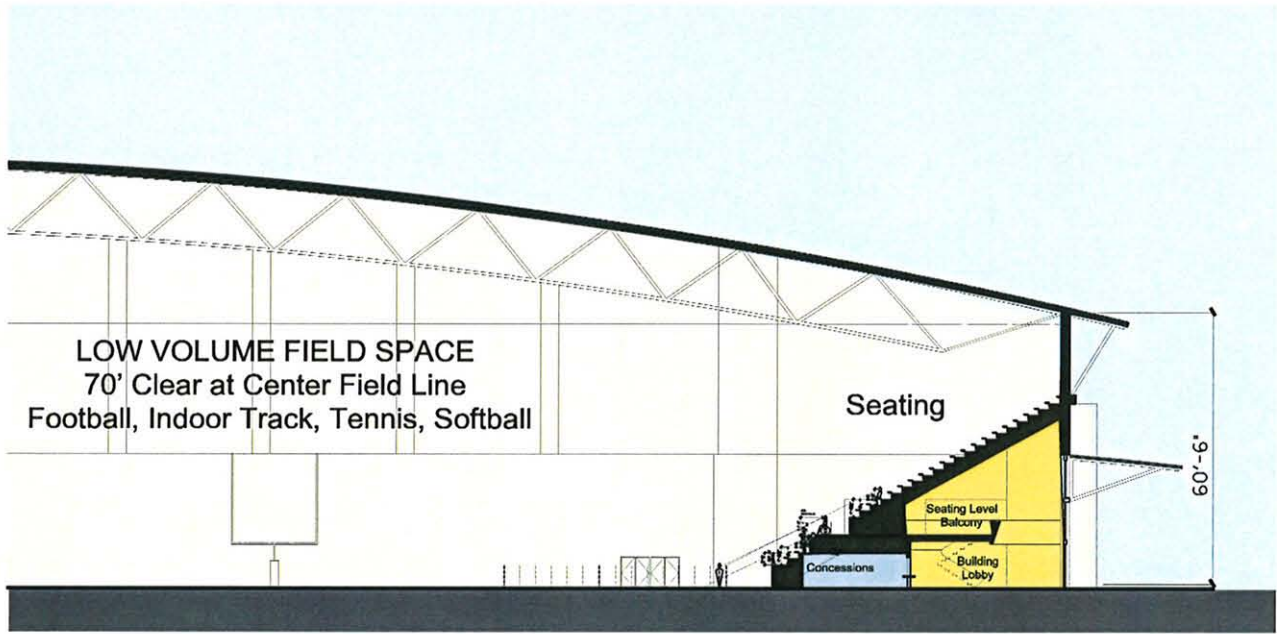 LOW VOLUME FIELD SPACE
70' Clear at Center Field Line
Football, Indoor Track, Tennis, Softball
Seating
Seating Level
Balcony
Concessions
Building
Lobby
60'-6"